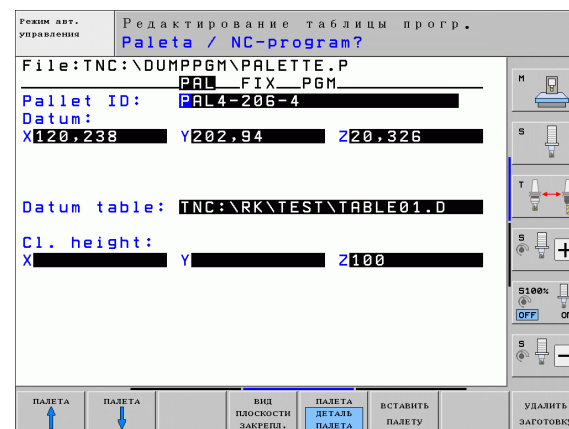 Режим авт.
управления
Редактирование таблицы прогр.
Paleta / NC-program?
File:TNC:\DUMPPGM\PALETTE.P
PAL FIX PGM
Pallet ID: PAL4-206-4
Datum:
X120,238 Y202,94 Z20,326
Datum table: TNC:\RK\TEST\TABLE01.D
Cl. height:
X Y Z100
M
S
T
S
+
S100%
OFF
S
−
ПАЛЕТА
ПАЛЕТА
ВИД
ПЛОСКОСТИ
ЗАКРЕПЛ.
ПАЛЕТА
ДЕТАЛЬ
ПАЛЕТА
ВСТАВИТЬ
ПАЛЕТУ
УДАЛИТЬ
ЗАГОТОВКУ